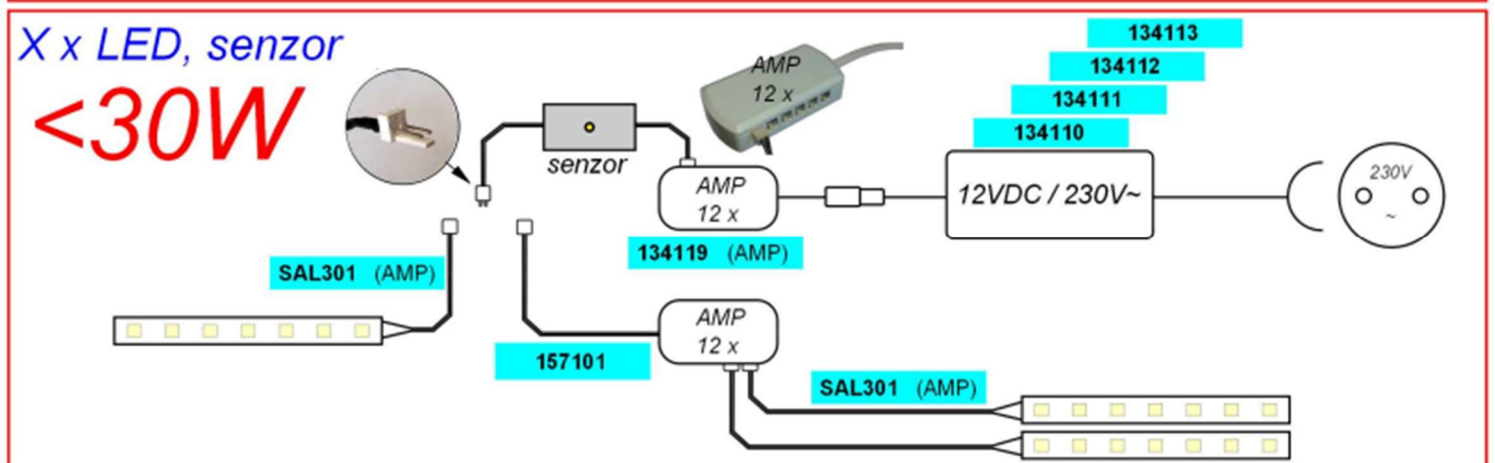 X x LED, senzor
<30W
AMP
12 x
134113
134112
134111
134110
senzor
AMP
12 x
12VDC / 230V~
230V
~
134119 (AMP)
SAL301 (AMP)
AMP
12 x
157101
SAL301 (AMP)